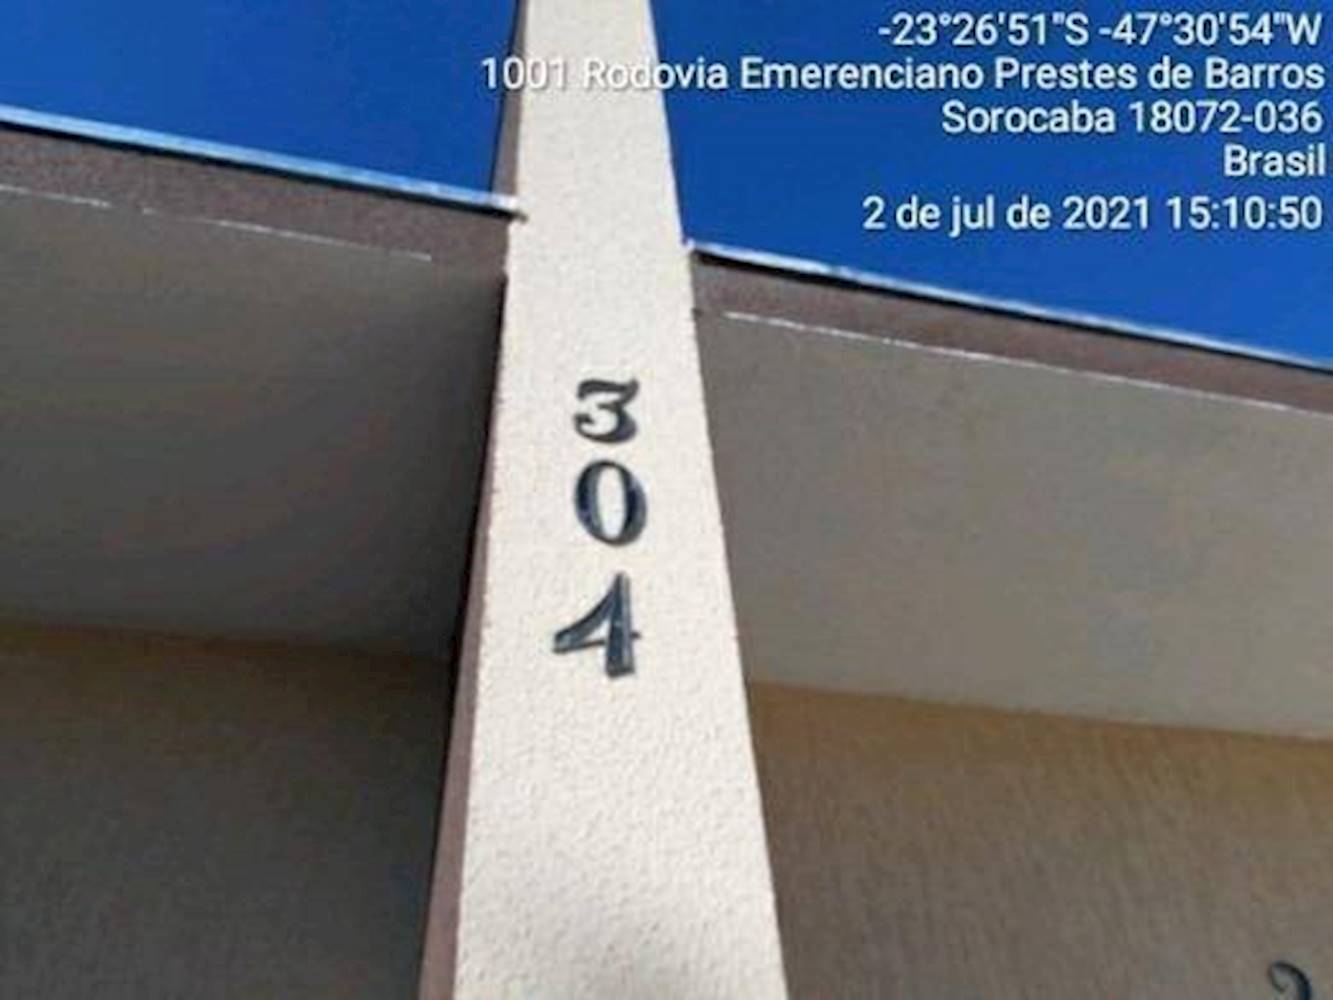 -23°26'51"S -47°30'54"W
1001 Rodovia Emerenciano Prestes de Barros
Sorocaba 18072-036
Brasil
2 de jul de 2021 15:10:50
3
0
4